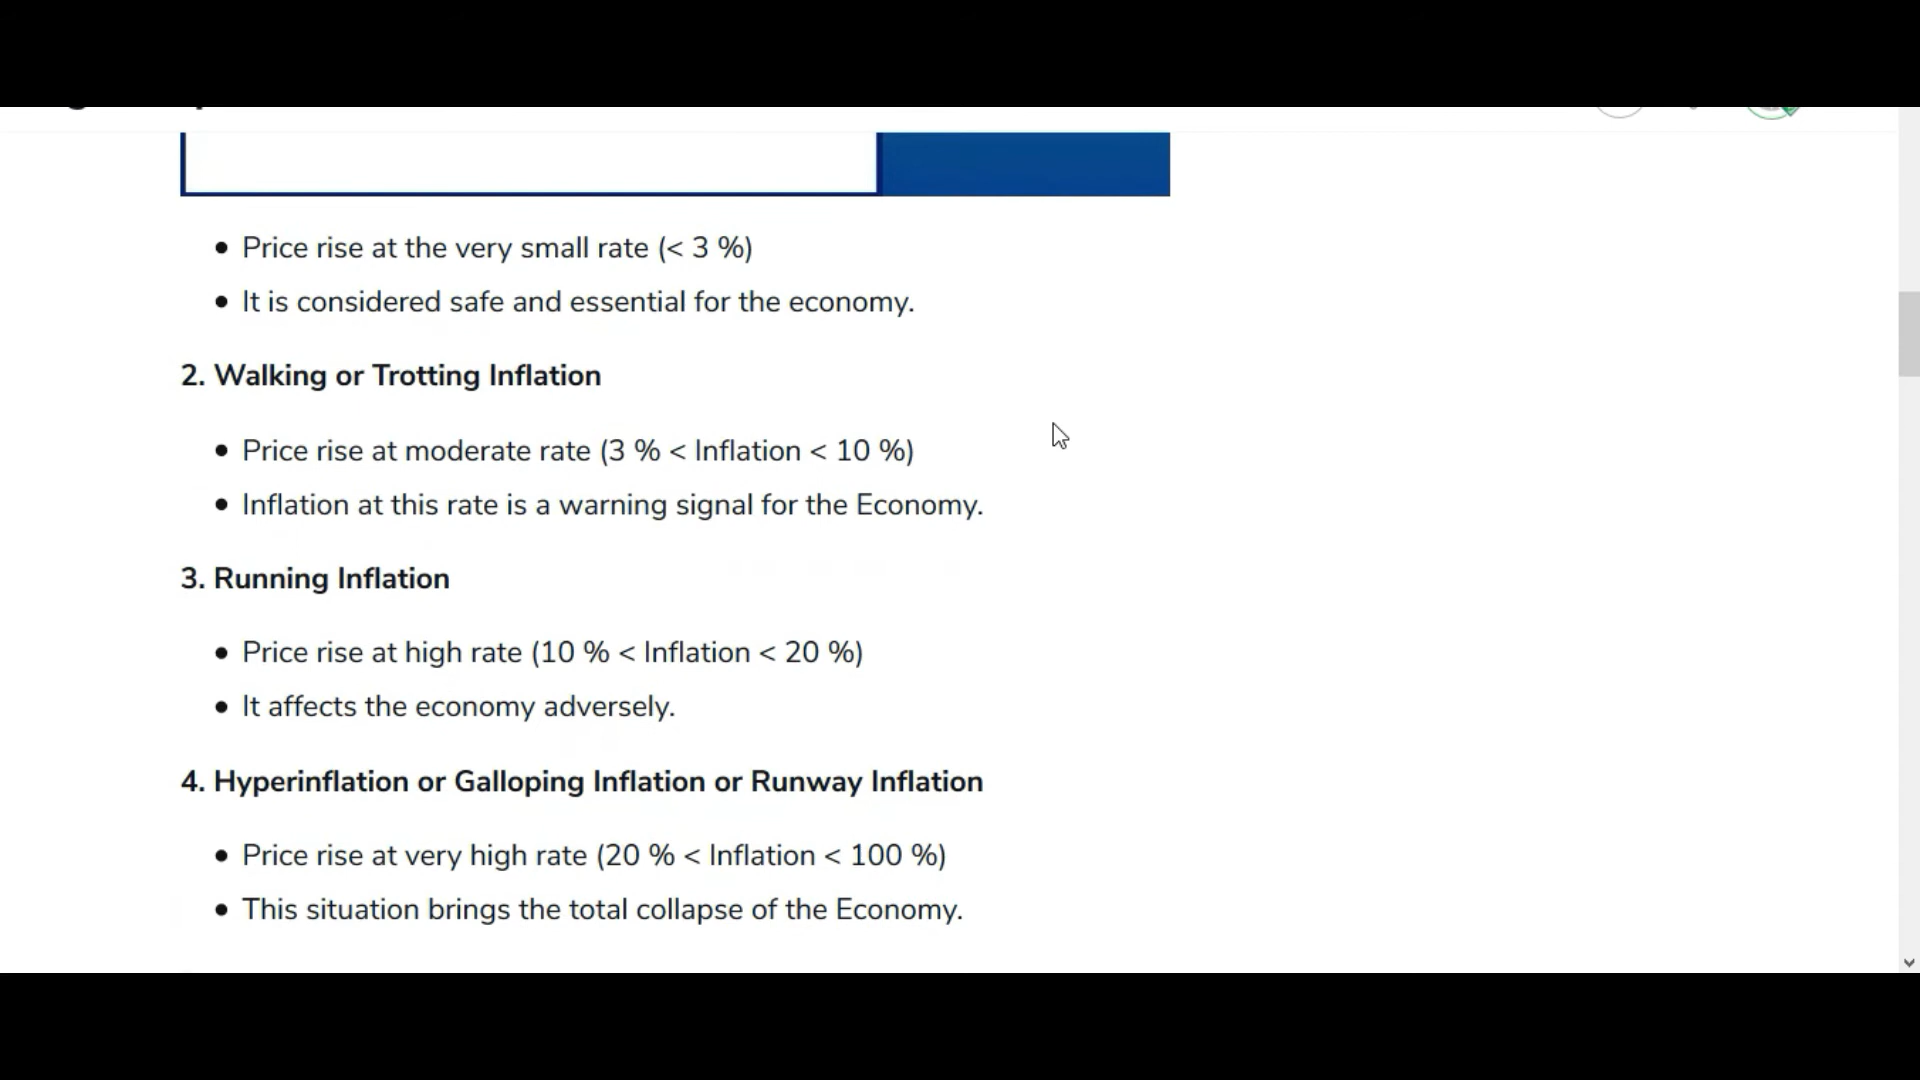 Price rise at the very small rate (< 3 %)
It is considered safe and essential for the economy.
2. Walking or Trotting Inflation
Price rise at moderate rate (3 % < Inflation < 10 %)
Inflation at this rate is a warning signal for the Economy.
3. Running Inflation
Price rise at high rate (10 % < Inflation < 20 %)
It affects the economy adversely.
4. Hyperinflation or Galloping Inflation or Runway Inflation
Price rise at very high rate (20 % < Inflation < 100 %)
This situation brings the total collapse of the Economy.